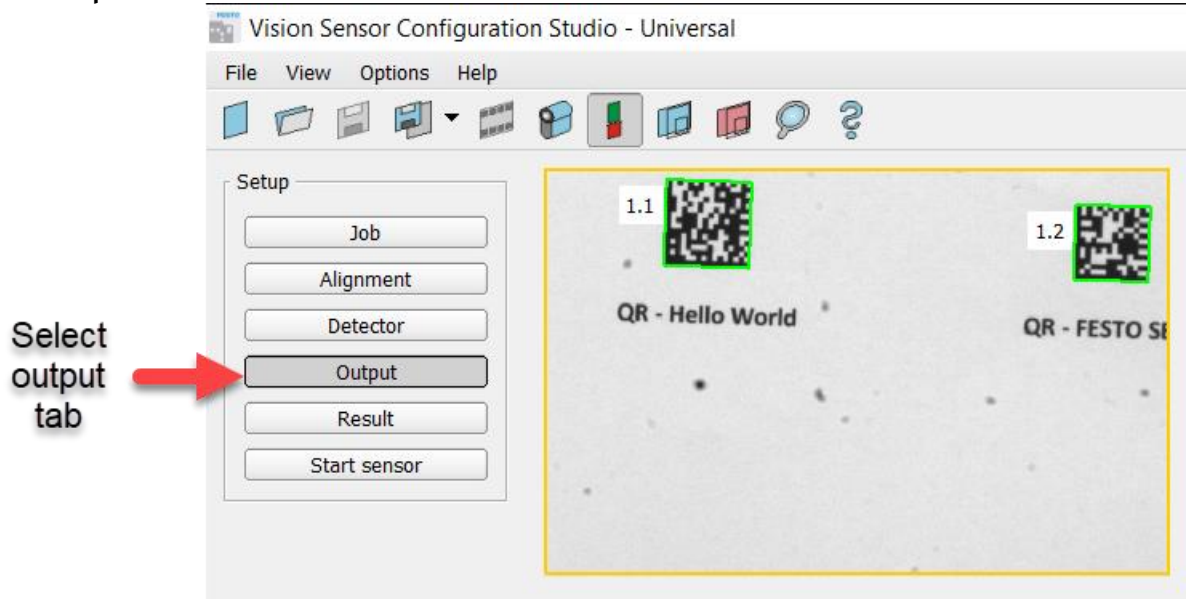 FESTO
Vision Sensor Configuration Studio - Universal
File View Options Help
Setup
Job
Alignment
Detector
Output
Result
Start sensor
Select
output
tab
1.1
1.2
QR - Hello World
QR - FESTO